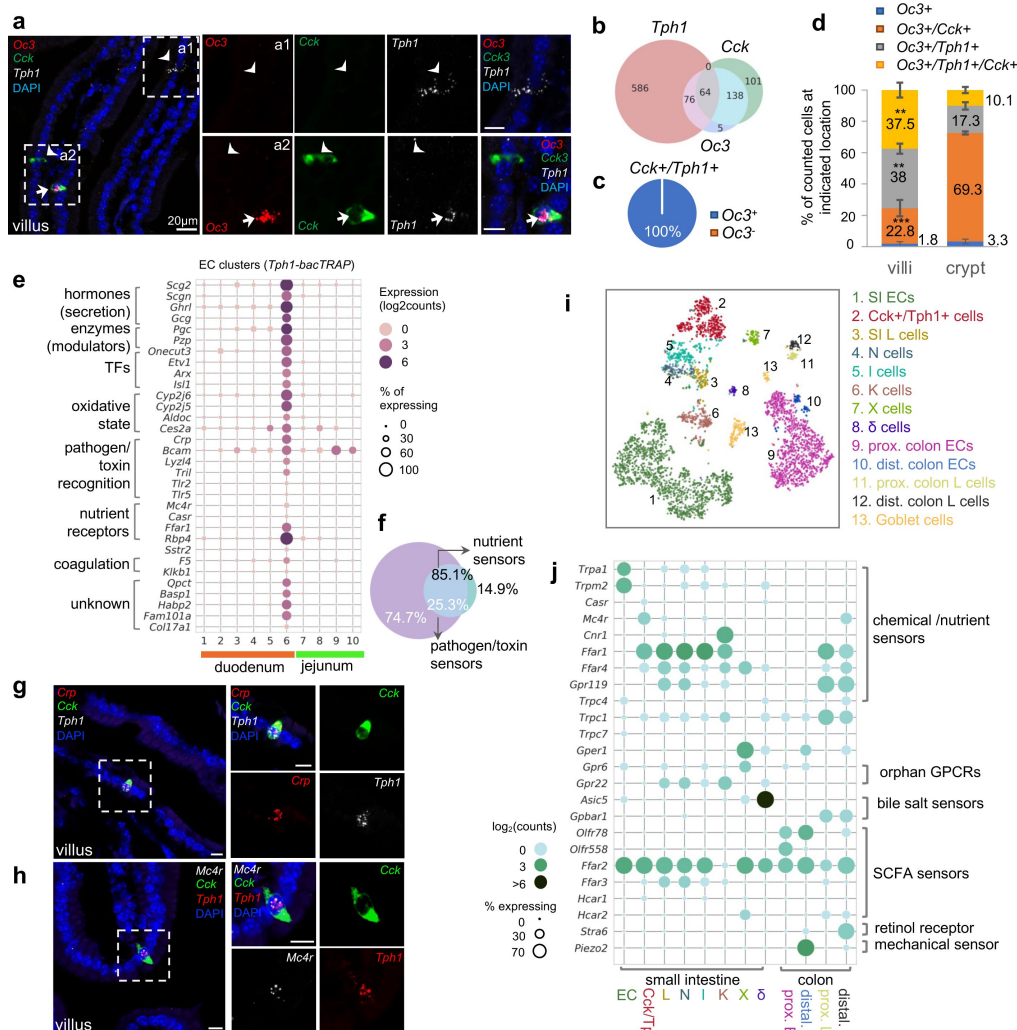 a
Oc3
Cck
Tph1
DAPI
a1
a2
villus
20µm
Oc3
a1
Cck
Tph1
Oc3
Cck
Tph1
DAPI
Oc3
a2
Cck
Tph1
Oc3
Cck3
Tph1
DAPI
b
Tph1
Cck
Oc3
586
0
101
76
64
138
5
c
Cck+/Tph1+
100%
Oc3+
Oc3-
d
Oc3+
Oc3+/Cck+
Oc3+/Tph1+
Oc3+/Tph1+/Cck+
% of counted cells at
indicated location
100
80
60
40
20
0
**
37.5
**
38
***
22.8
1.8
10.1
17.3
69.3
3.3
villi
crypt
e
EC clusters (Tph1-bacTRAP)
hormones
(secretion)
enzymes
(modulators)
TFs
oxidative
state
pathogen/
toxin
recognition
nutrient
receptors
coagulation
unknown
Scg2
Scgn
Ghrl
Gcg
Pgc
Pzp
Onecut3
Etv1
Arx
Isl1
Cyp2j6
Cyp2j5
Aldoc
Ces2a
Crp
Bcam
Lyzl4
Tril
Tlr2
Tlr5
Mc4r
Casr
Ffar1
Rbp4
Sstr2
F5
Klkb1
Qpct
Basp1
Habp2
Fam101a
Col17a1
1 2 3 4 5 6 7 8 9 10
duodenum
jejunum
Expression
(log2counts)
0
3
6
% of
expressing
0
30
60
100
f
nutrient
sensors
85.1%
14.9%
25.3%
74.7%
pathogen/toxin
sensors
g
Crp
Cck
Tph1
DAPI
villus
Cck
Crp
Tph1
h
Mc4r
Cck
Tph1
DAPI
villus
Mc4r
Cck
Tph1
DAPI
Cck
Mc4r
Tph1
i
1
2
3
4
5
6
7
8
9
10
11
12
13
13
1. SI ECs
2. Cck+/Tph1+ cells
3. SI L cells
4. N cells
5. I cells
6. K cells
7. X cells
8. δ cells
9. prox. colon ECs
10. dist. colon ECs
11. prox. colon L cells
12. dist. colon L cells
13. Goblet cells
j
Trpa1
Trpm2
Casr
Mc4r
Cnr1
Ffar1
Ffar4
Gpr119
Trpc4
Trpc1
Trpc7
Gper1
Gpr6
Gpr22
Asic5
Gpbar1
Olfr78
Olfr558
Ffar2
Ffar3
Hcar1
Hcar2
Stra6
Piezo2
chemical /nutrient
sensors
orphan GPCRs
bile salt sensors
SCFA sensors
retinol receptor
mechanical sensor
log2(counts)
0
3
>6
% expressing
0
30
70
small intestine
colon
EC
L
N
I
K
X
δ
distal.
prox.
distal.